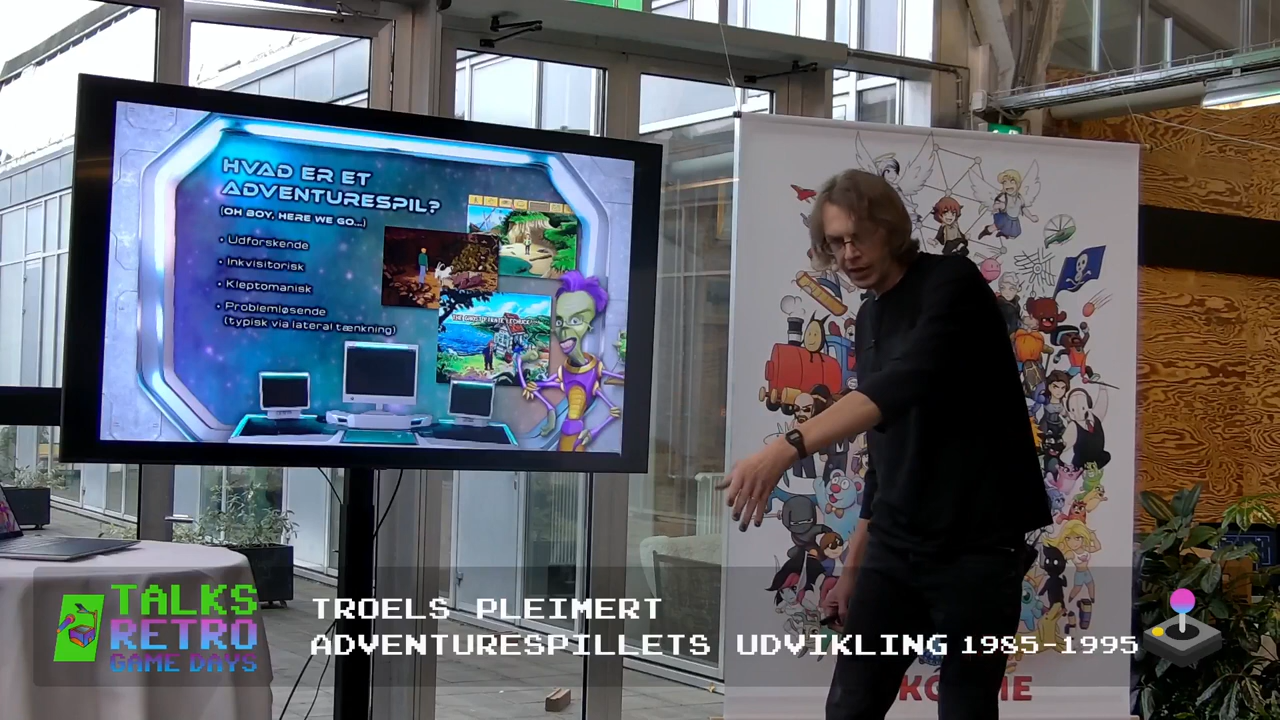 HVAD ER ET
ADVENTURESPIL?
(OH BOY, HERE WE GO...)
• Udforskende
• Inkvisitorisk
• Kleptomanisk
• Problemløsende
(typisk via lateral tænkning)
TALKS
RETRO
GAME DAYS
TROELS PLEIMERT
ADVENTURESPILLETS UDVIKLING 1985-1995